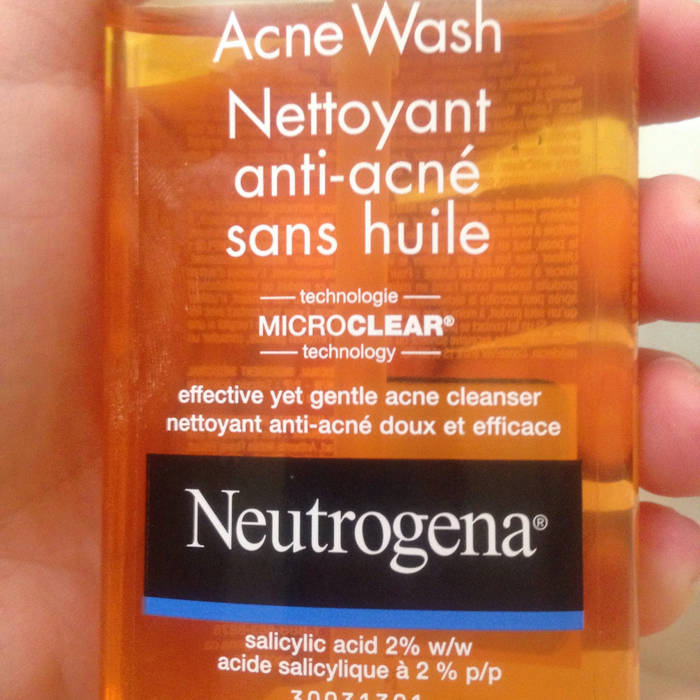 Acne Wash
Nettoyant
anti-acné
sans huile
technologie
MICROCLEAR®
technology
effective yet gentle acne cleanser
nettoyant anti-acné doux et efficace
Neutrogena®
salicylic acid 2% w/w
acide salicylique à 2 % p/p